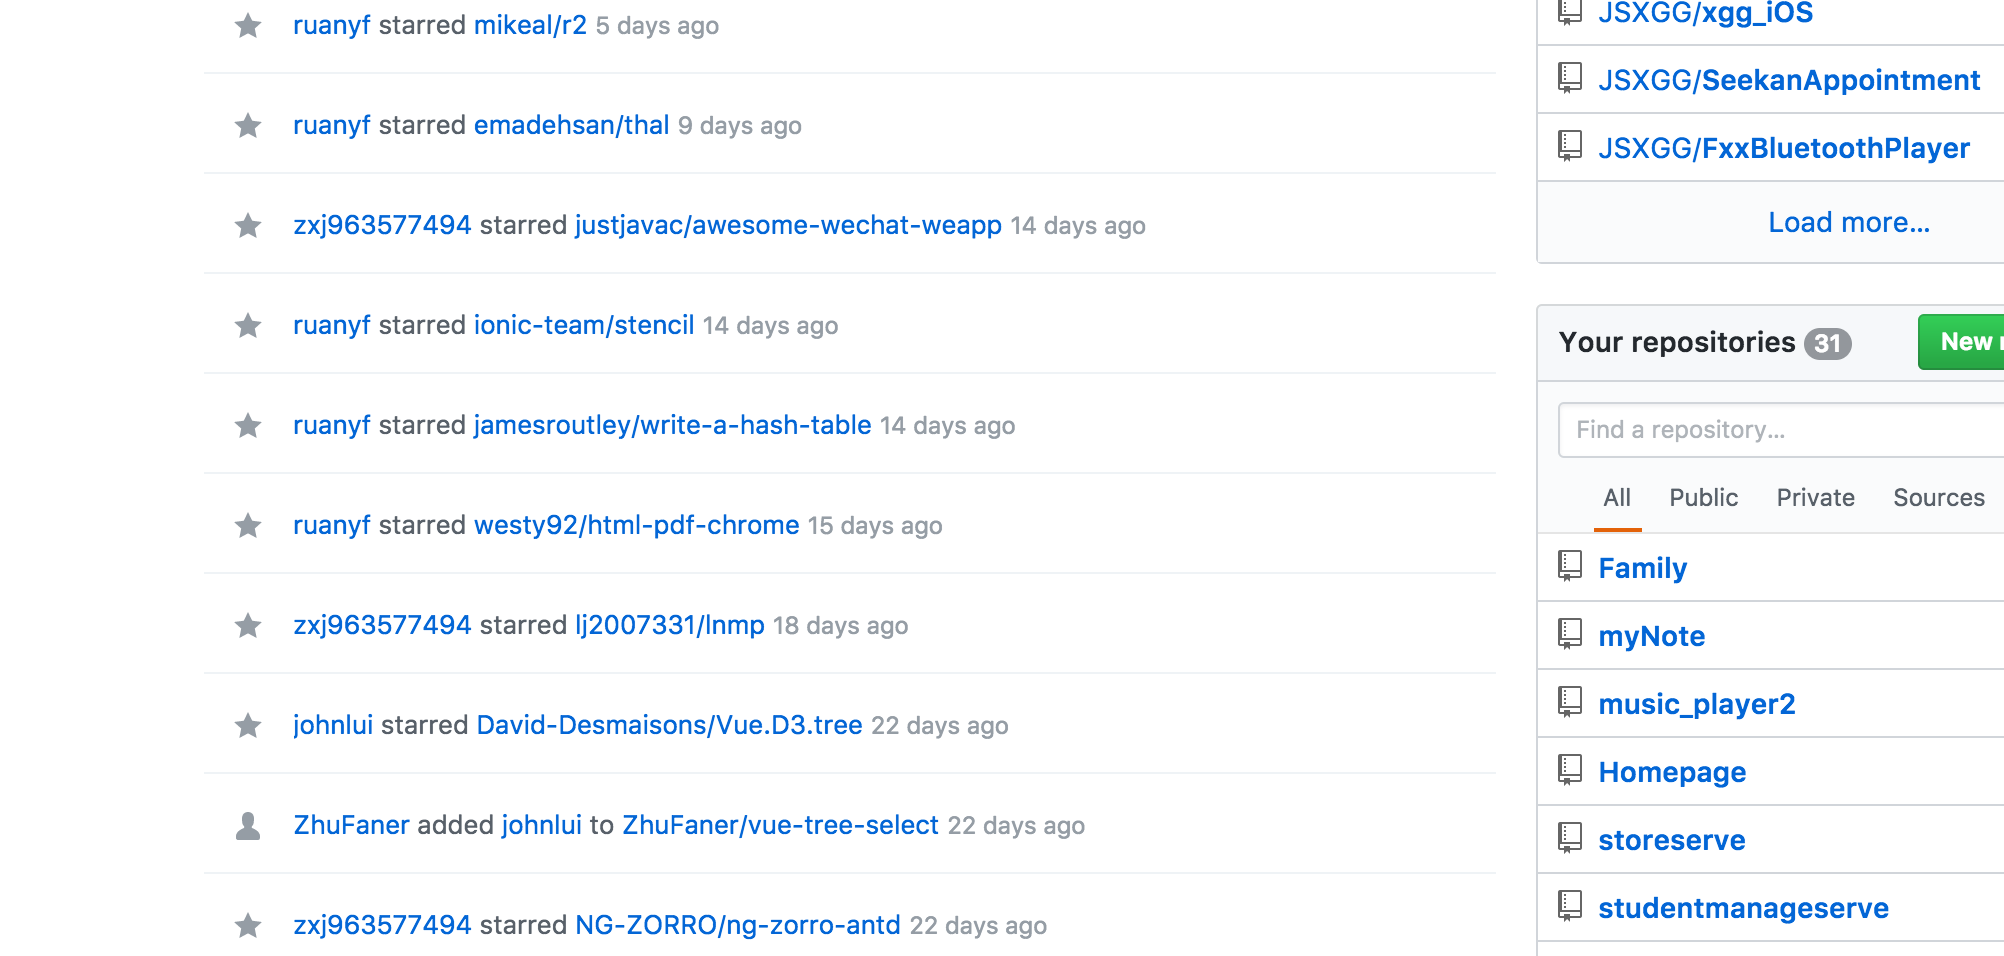 ruanyf starred mikeal/r2 5 days ago
ruanyf starred emadehsan/thal 9 days ago
zxj963577494 starred justjavac/awesome-wechat-weapp 14 days ago
ruanyf starred ionic-team/stencil 14 days ago
ruanyf starred jamesroutley/write-a-hash-table 14 days ago
ruanyf starred westy92/html-pdf-chrome 15 days ago
zxj963577494 starred lj2007331/lnmp 18 days ago
johnlui starred David-Desmaisons/Vue.D3.tree 22 days ago
ZhuFaner added johnlui to ZhuFaner/vue-tree-select 22 days ago
zxj963577494 starred NG-ZORRO/ng-zorro-antd 22 days ago
JSXGG/xgg_iOS
JSXGG/SeekanAppointment
JSXGG/FxxBluetoothPlayer
Load more...
Your repositories 31
New
Find a repository...
All Public Private Sources
Family
myNote
music_player2
Homepage
storeserve
studentmanageserve